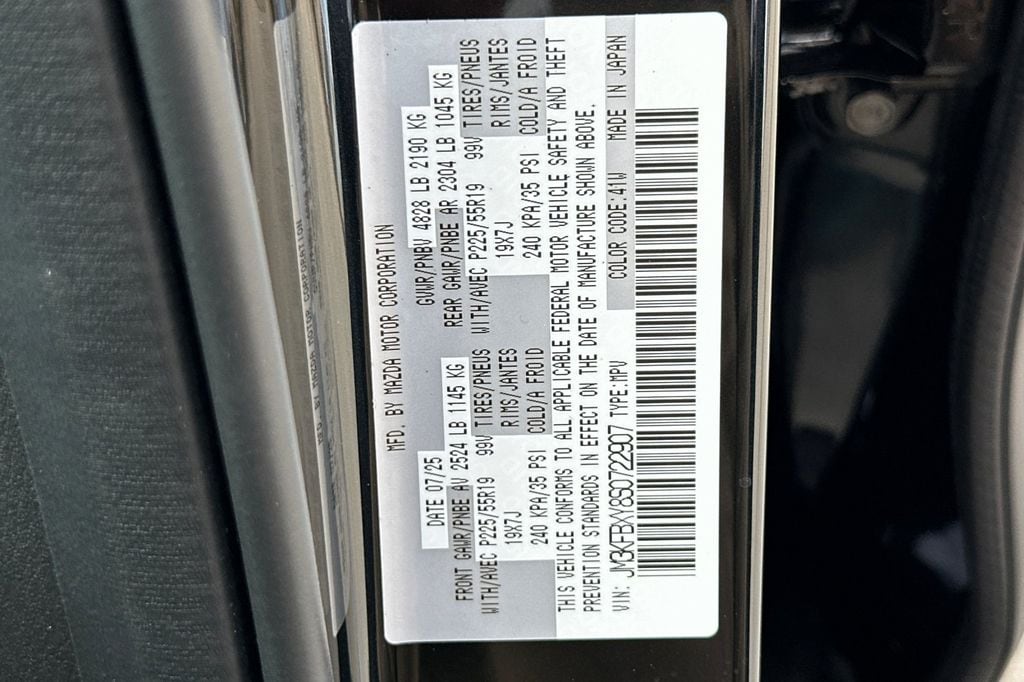 MFD. BY MAZDA MOTOR CORPORATION
DATE 07/25 GVWR/PNBV 4828 LB 2190 KG
FRONT GAWR/PNBE AV 2524 LB 1145 KG REAR GAWR/PNBE AR 2304 LB 1045 KG
WITH/AVEC P225/55R19 99V TIRES/PNEUS WITH/AVEC P225/55R19 99V TIRES/PNEUS
19X7J RIMS/JANTES 19X7J RIMS/JANTES
240 KPA/35 PSI COLD/A FROID 240 KPA/35 PSI COLD/A FROID
THIS VEHICLE CONFORMS TO ALL APPLICABLE FEDERAL MOTOR VEHICLE SAFETY AND THEFT
PREVENTION STANDARDS IN EFFECT ON THE DATE OF MANUFACTURE SHOWN ABOVE.
VIN: JM3KFBXY8S0722907 TYPE:MPV COLOR CODE:41W MADE IN JAPAN